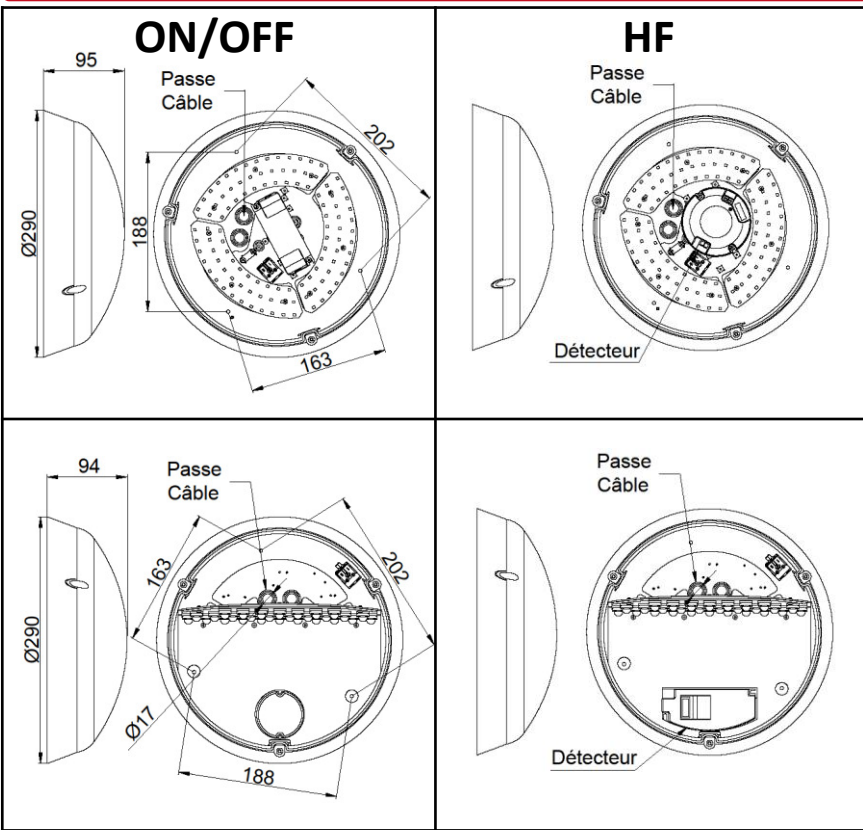 ON/OFF
HF
95
Passe
Câble
202
188
Ø290
163
Passe
Câble
Détecteur
94
Passe
Câble
163
202
Ø290
Ø17
188
Passe
Câble
Détecteur